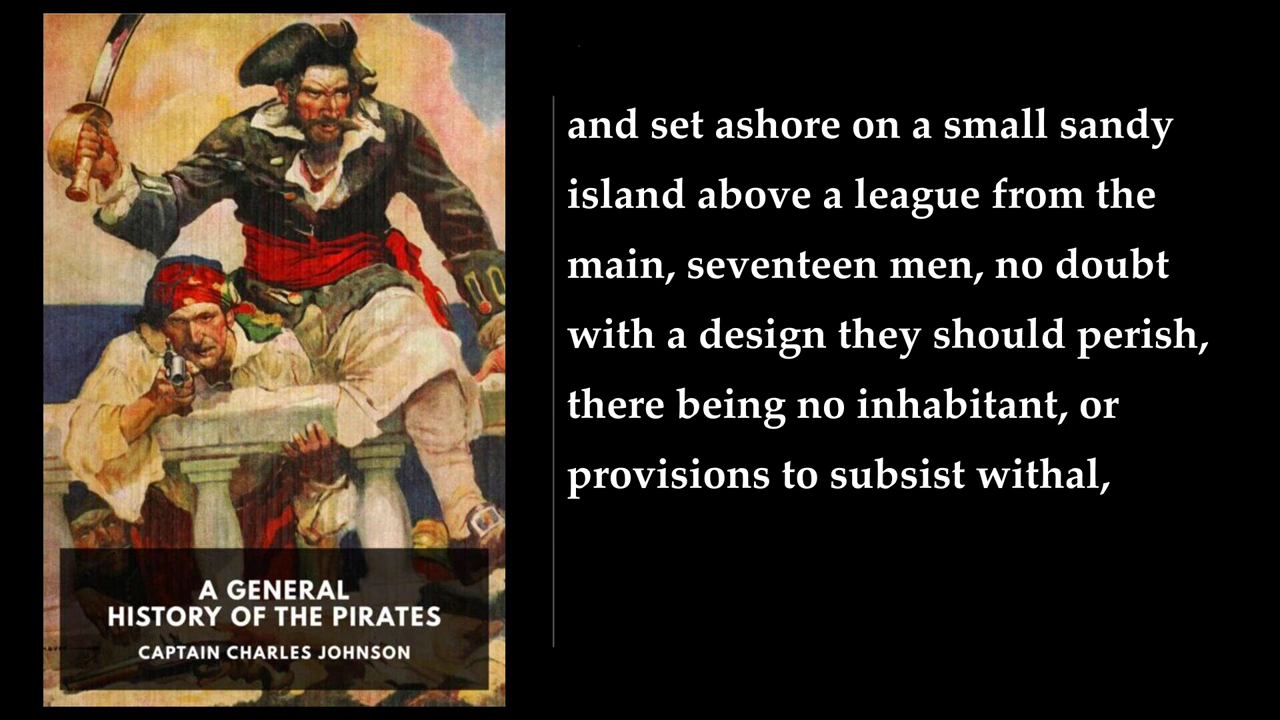 A GENERAL
HISTORY OF THE PIRATES
CAPTAIN CHARLES JOHNSON
and set ashore on a small sandy
island above a league from the
main, seventeen men, no doubt
with a design they should perish,
there being no inhabitant, or
provisions to subsist withal,